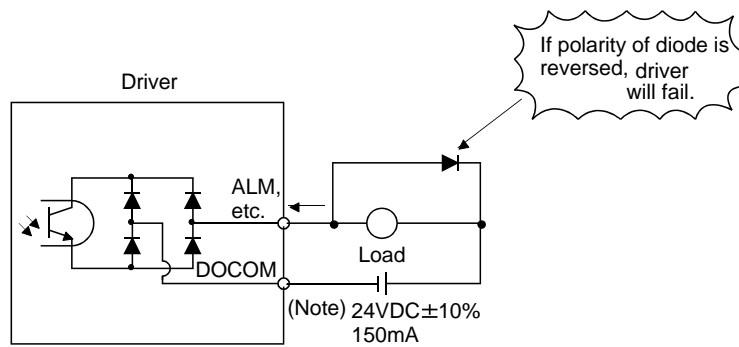 If polarity of diode is
reversed, driver
will fail.
Driver
ALM,
etc.
Load
DOCOM
(Note) 24VDC±10%
150mA